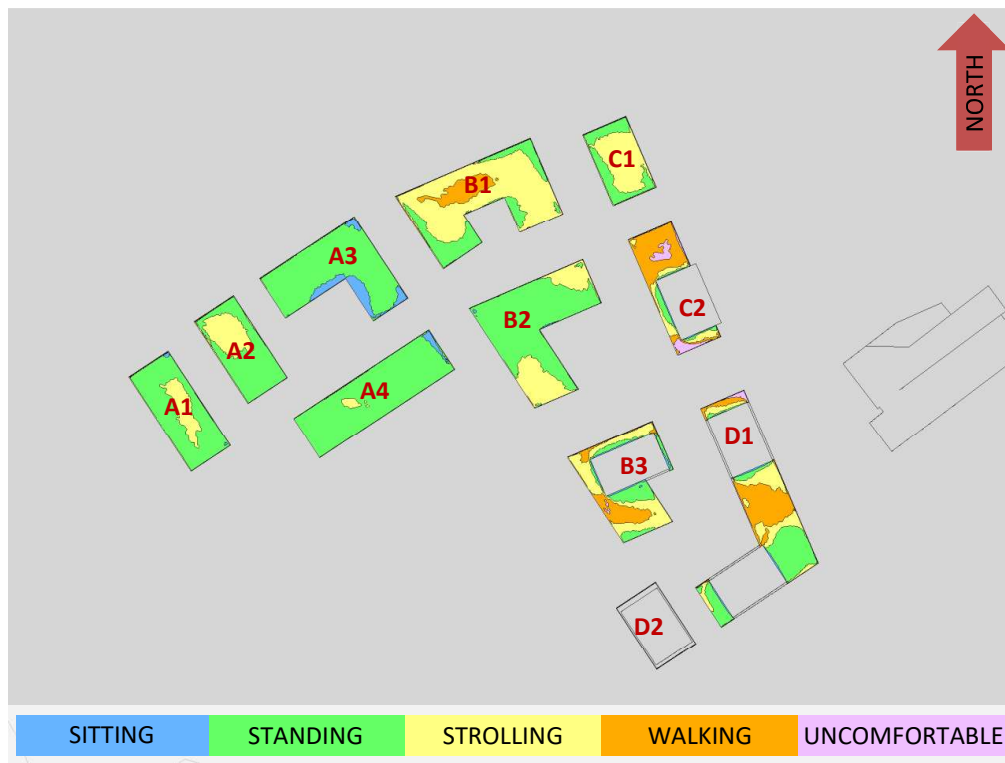 NORTH
C1
B1
A3
C2
B2
A2
A4
A1
D1
B3
D2
SITTING STANDING STROLLING WALKING UNCOMFORTABLE